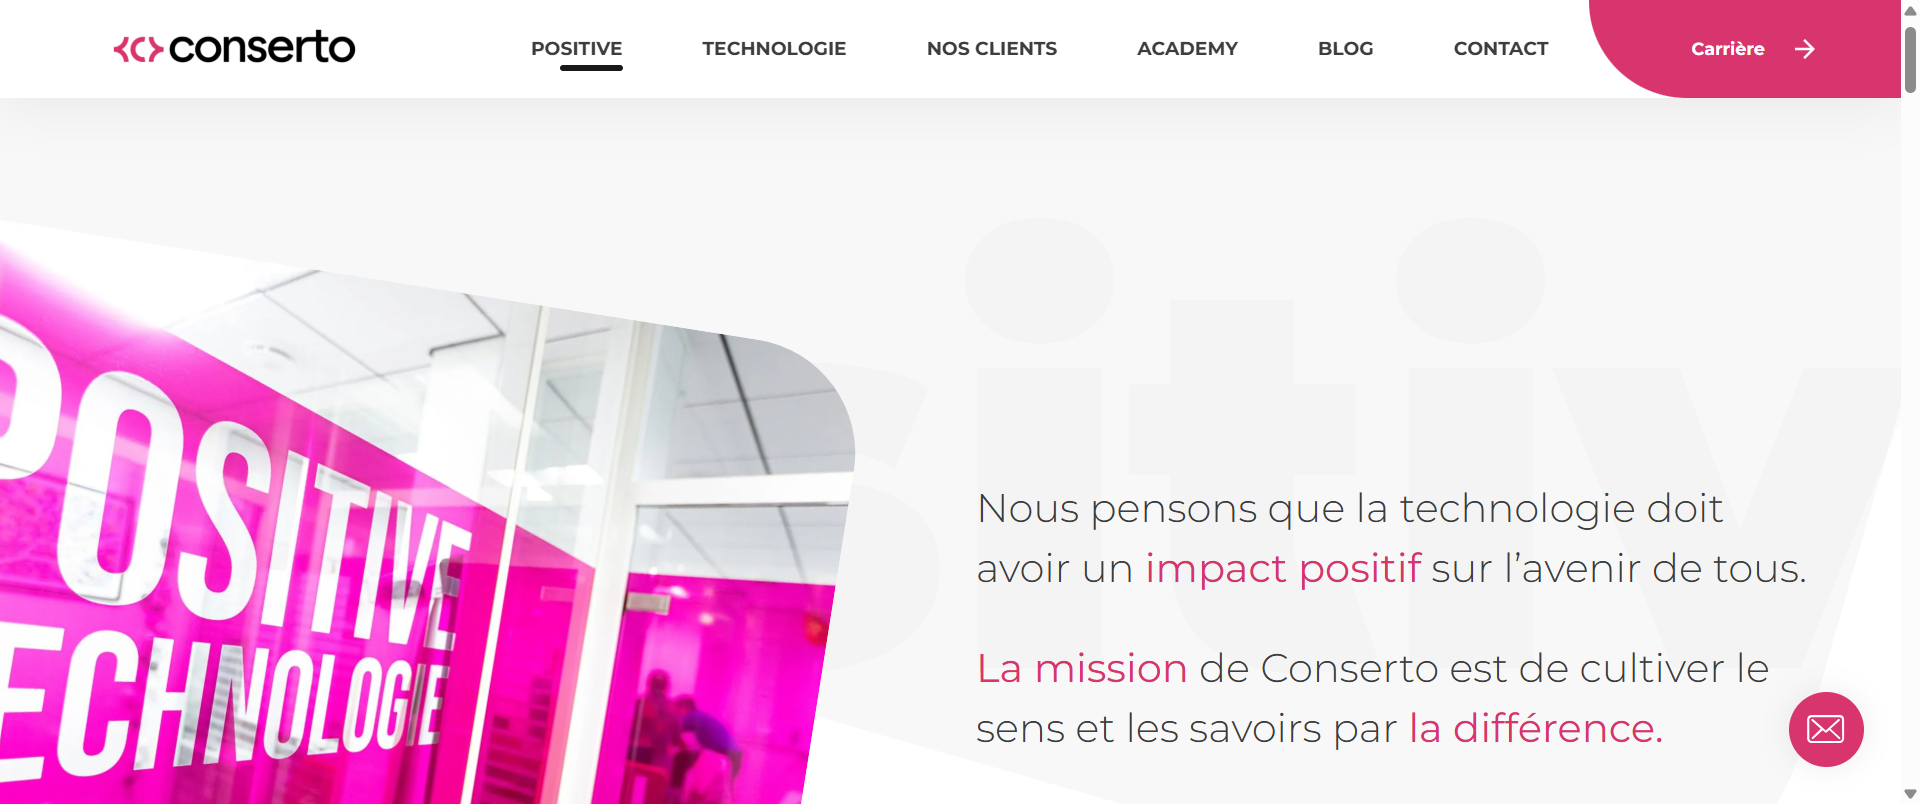 conserto
POSITIVE
TECHNOLOGIE
NOS CLIENTS
ACADEMY
BLOG
CONTACT
Carrière
sitiv
POSITIVE
ECHNOLOGIE
Nous pensons que la technologie doit
avoir un impact positif sur l’avenir de tous.
La mission de Conserto est de cultiver le
sens et les savoirs par la différence.